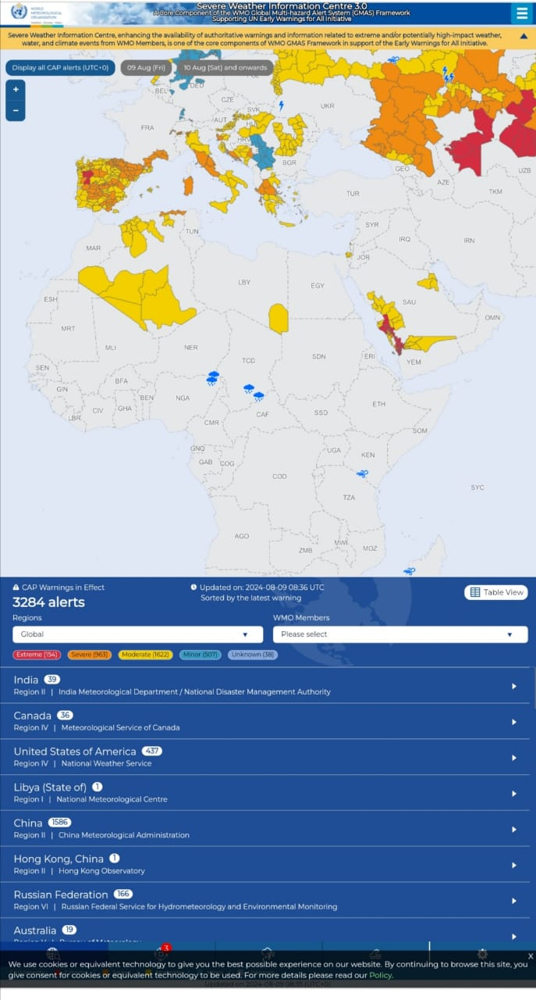 WORLD
METEOROLOGICAL
ORGANIZATION
Severe Weather Information Centre 3.0
A Core Component of the WMO Global Multi-hazard Alert System (GMAS) Framework
Supporting UN Early Warnings for All Initiative
Severe Weather Information Centre, enhancing the availability of authoritative warnings and information related to extreme and/or potentially high-impact weather,
water, and climate events from WMO Members, is one of the core components of WMO GMAS Framework in support of the Early Warnings for All Initiative.
Display all CAP alerts (UTC+0) 09 Aug (Fri) 10 Aug (Sat) and onwards
+
−
BEL DEU
CZE
UKR
SVK
FRA AUT HU
HRV
BGR
GEO
UZB
AZE
TKM
TUR
SYR
TUN
IRQ IRN
MAR
JOR
LBY EGY
ESH SAU
OMN
MRT
MLI NER
TCD SDN ERI YEM
SEN
BFA
GIN BEN NGA
CIV GHA
LBR
CAF SSD ETH
CMR
SOM
GNQ UGA KEN
GAB COG
COD
SYC
TZA
AGO
MWI
ZMB MOZ
CAP Warnings in Effect
3284 alerts
Updated on: 2024-08-09 08:36 UTC
Sorted by the latest warning
Table View
Regions WMO Members
Global Please select
Extreme (154) Severe (963) Moderate (1622) Minor (507) Unknown (38)
India 39
Region II | India Meteorological Department / National Disaster Management Authority
Canada 36
Region IV | Meteorological Service of Canada
United States of America 437
Region IV | National Weather Service
Libya (State of) 1
Region I | National Meteorological Centre
China 1586
Region II | China Meteorological Administration
Hong Kong, China 1
Region II | Hong Kong Observatory
Russian Federation 166
Region VI | Russian Federal Service for Hydrometeorology and Environmental Monitoring
Australia 19
3
X
We use cookies or equivalent technology to give you the best possible experience on our website. By continuing to browse this site, you
give consent for cookies or equivalent technology to be used. For more details please read our Policy.